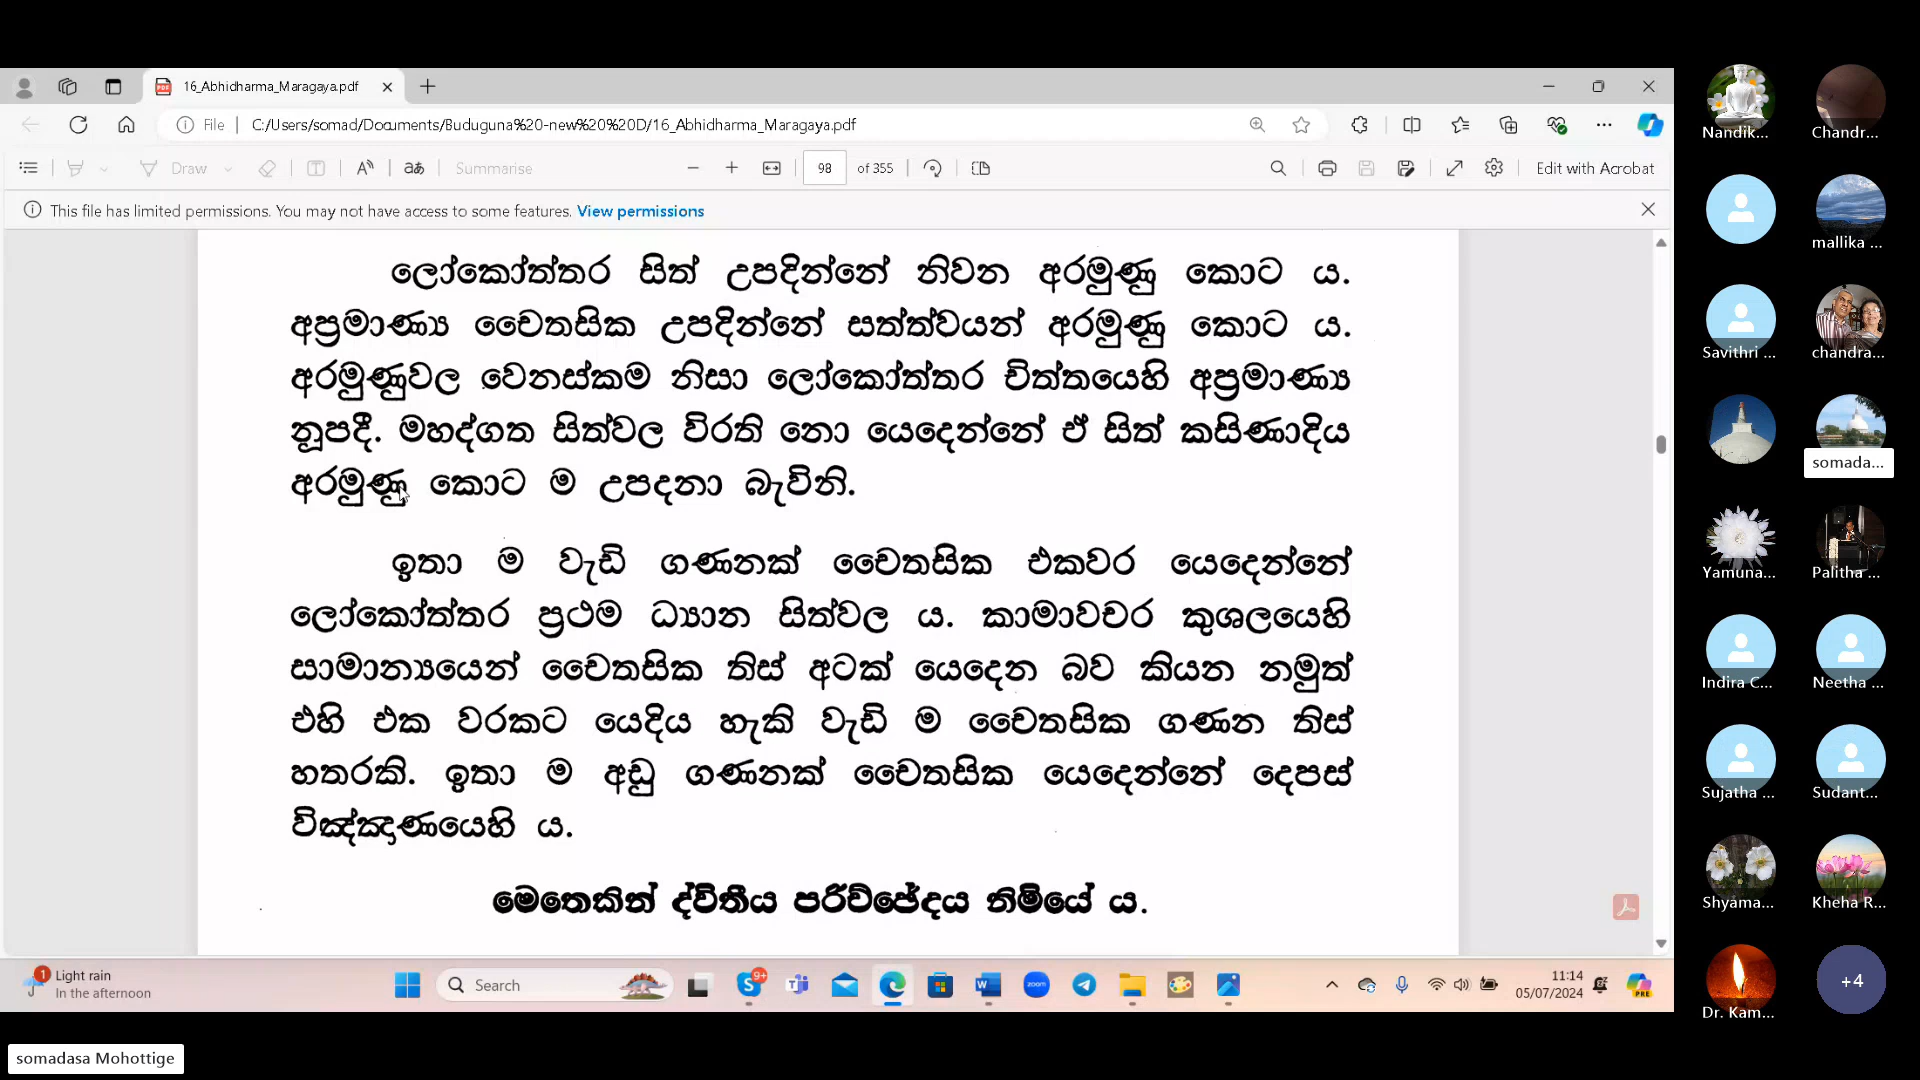 16_Abhidharma_Maragaya.pdf
File
C:/Users/somad/Documents/Buduguna%20-new%20%20D/16_Abhidharma_Maragaya.pdf
Draw
Summarise
98 of 355
Edit with Acrobat
This file has limited permissions. You may not have access to some features. View permissions
ලෝකෝත්තර සිත් උපදින්නේ නිවන අරමුණු කොට ය.
අප්‍රමාණ්‍ය චෛතසික උපදින්නේ සත්ත්වයන් අරමුණු කොට ය.
අරමුණුවල වෙනස්කම නිසා ලෝකෝත්තර චිත්තයෙහි අප්‍රමාණ්‍ය
නූපදී. මහද්ගත සිත්වල විරති නො යෙදෙන්නේ ඒ සිත් කසිණාදිය
අරමුණු කොට ම උපදනා බැවිනි.
ඉතා ම වැඩි ගණනක් චෛතසික එකවර යෙදෙන්නේ
ලෝකෝත්තර ප්‍රථම ධ්‍යාන සිත්වල ය. කාමාවචර කුශලයෙහි
සාමාන්‍යයෙන් චෛතසික තිස් අටක් යෙදෙන බව කියන නමුත්
එහි එක වරකට යෙදිය හැකි වැඩි ම චෛතසික ගණන තිස්
හතරකි. ඉතා ම අඩු ගණනක් චෛතසික යෙදෙන්නේ දෙපස්
විඤ්ඤාණයෙහි ය.
මෙතෙකින් ද්විතීය පරිච්ඡේදය නිමියේ ය.
1
Light rain
In the afternoon
Search
9+
zoom
11:14
05/07/2024
PRE
Nandik...
Chandr...
mallika ...
Savithri ...
chandra...
somada...
Yamuna...
Palitha ...
Indira C...
Neetha ...
Sujatha ...
Sudant...
Shyama...
Kheha R...
Dr. Kam...
+4
somadasa Mohottige